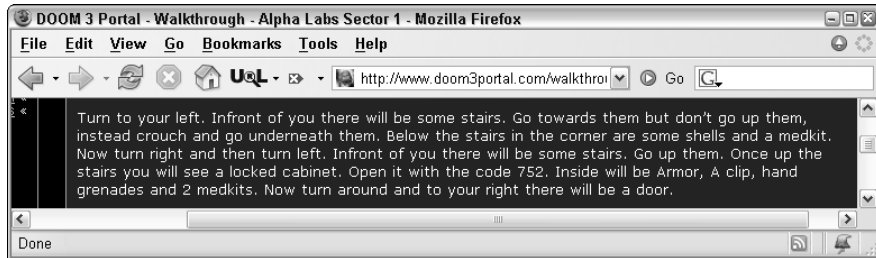 DOOM 3 Portal - Walkthrough - Alpha Labs Sector 1 - Mozilla Firefox
File Edit View Go Bookmarks Tools Help
URL http://www.doom3portal.com/walkthrou Go G
Turn to your left. Infront of you there will be some stairs. Go towards them but don't go up them,
instead crouch and go underneath them. Below the stairs in the corner are some shells and a medkit.
Now turn right and then turn left. Infront of you there will be some stairs. Go up them. Once up the
stairs you will see a locked cabinet. Open it with the code 752. Inside will be Armor, A clip, hand
grenades and 2 medkits. Now turn around and to your right there will be a door.
Done